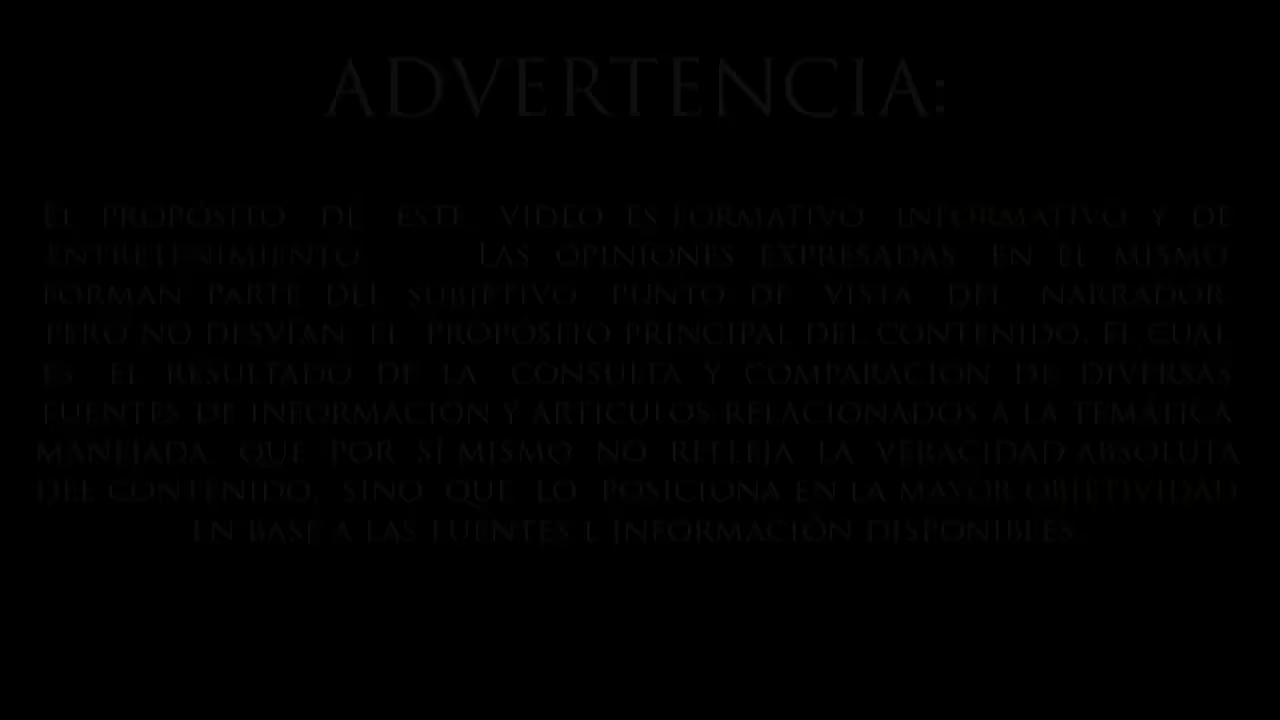 ADVERTENCIA:
El propósito de este video es formativo informativo y de
entretenimiento Las opiniones expresadas en el mismo
forman parte del subjetivo punto de vista del narrador
pero no desvían el propósito principal del contenido, el cual
es el resultado de la consulta y comparación de diversas
fuentes de información y artículos relacionados a la temática
manejada, que por sí mismo no refleja la veracidad absoluta
del contenido, sino que lo posiciona en la mayor objetividad
en base a las fuentes e información disponibles.